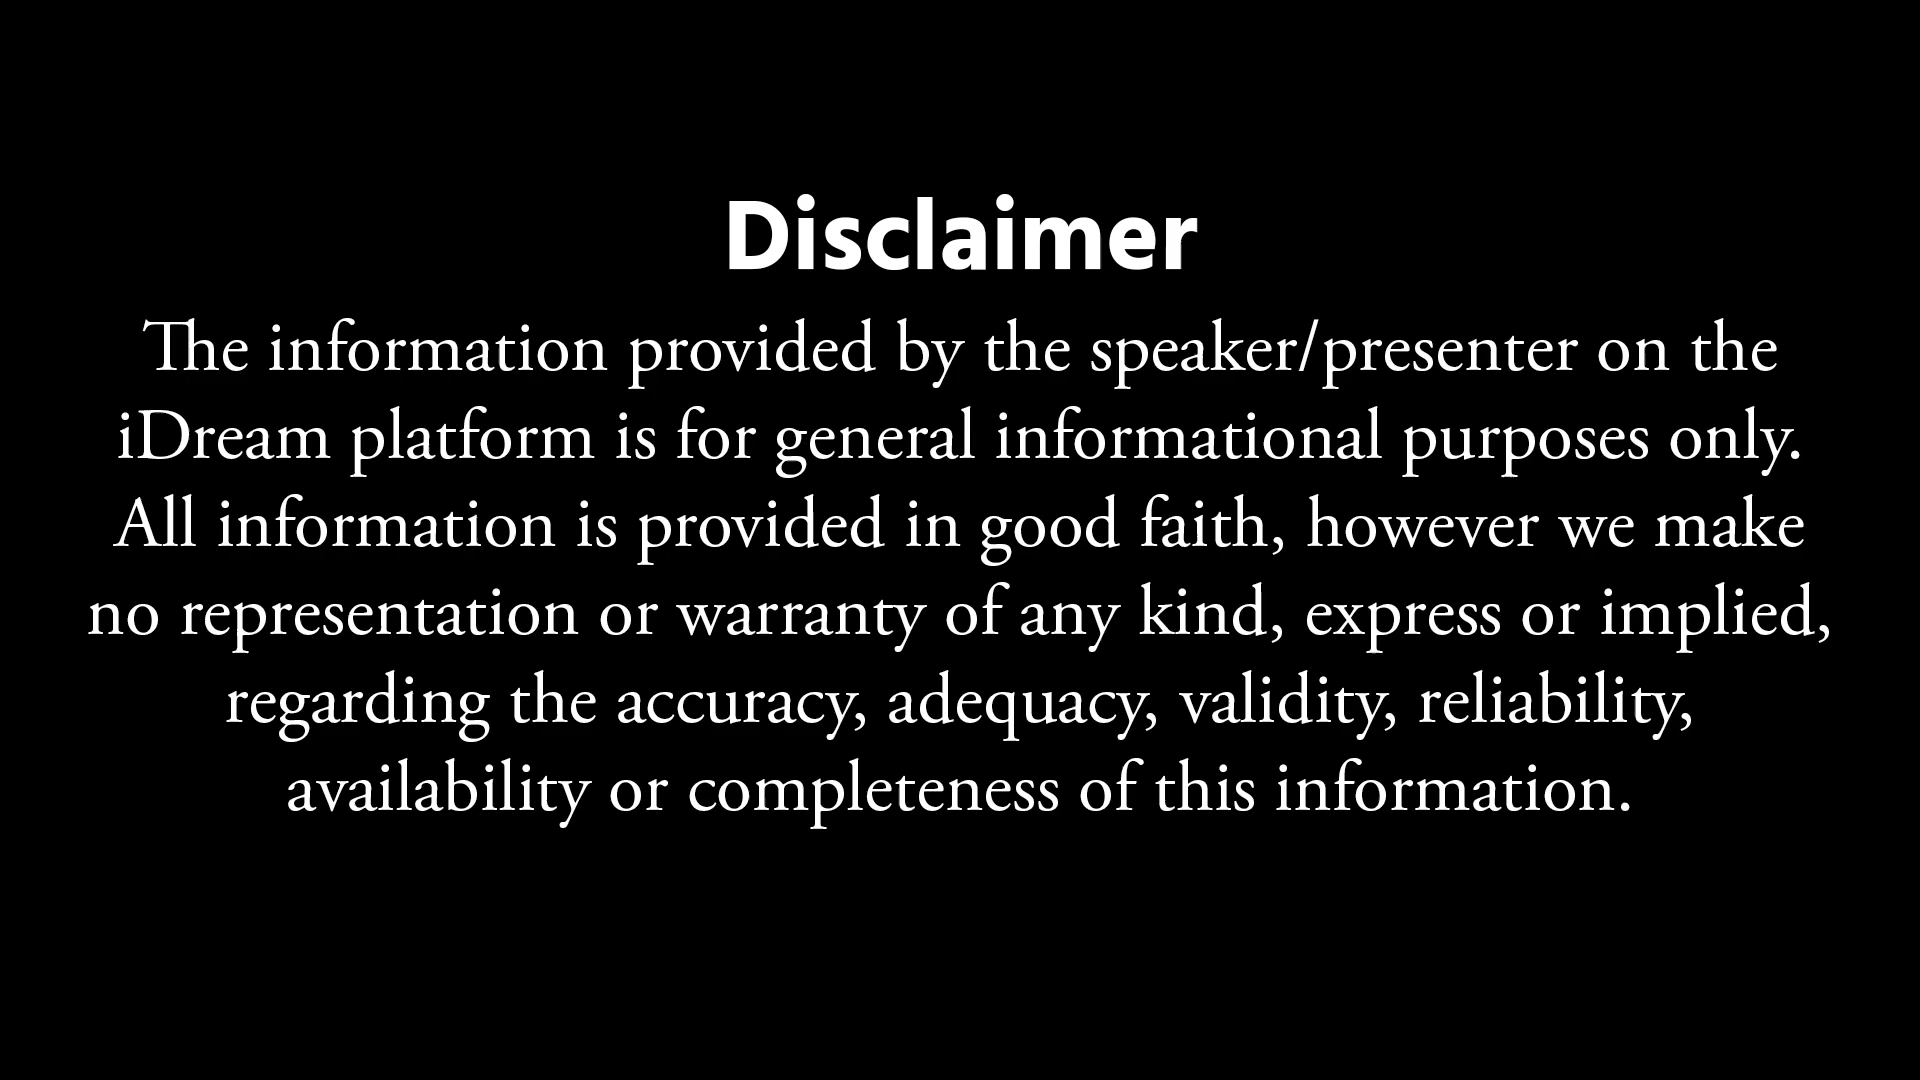 Disclaimer
The information provided by the speaker/presenter on the
iDream platform is for general informational purposes only.
All information is provided in good faith, however we make
no representation or warranty of any kind, express or implied,
regarding the accuracy, adequacy, validity, reliability,
availability or completeness of this information.